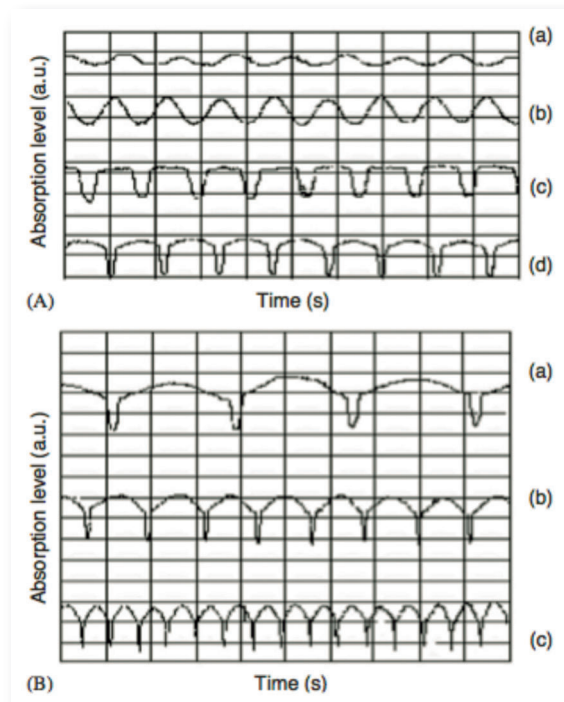 Absorption level (a.u.)
(a)
(b)
(c)
(d)
(A)
Time (s)
Absorption level (a.u.)
(a)
(b)
(c)
(B)
Time (s)